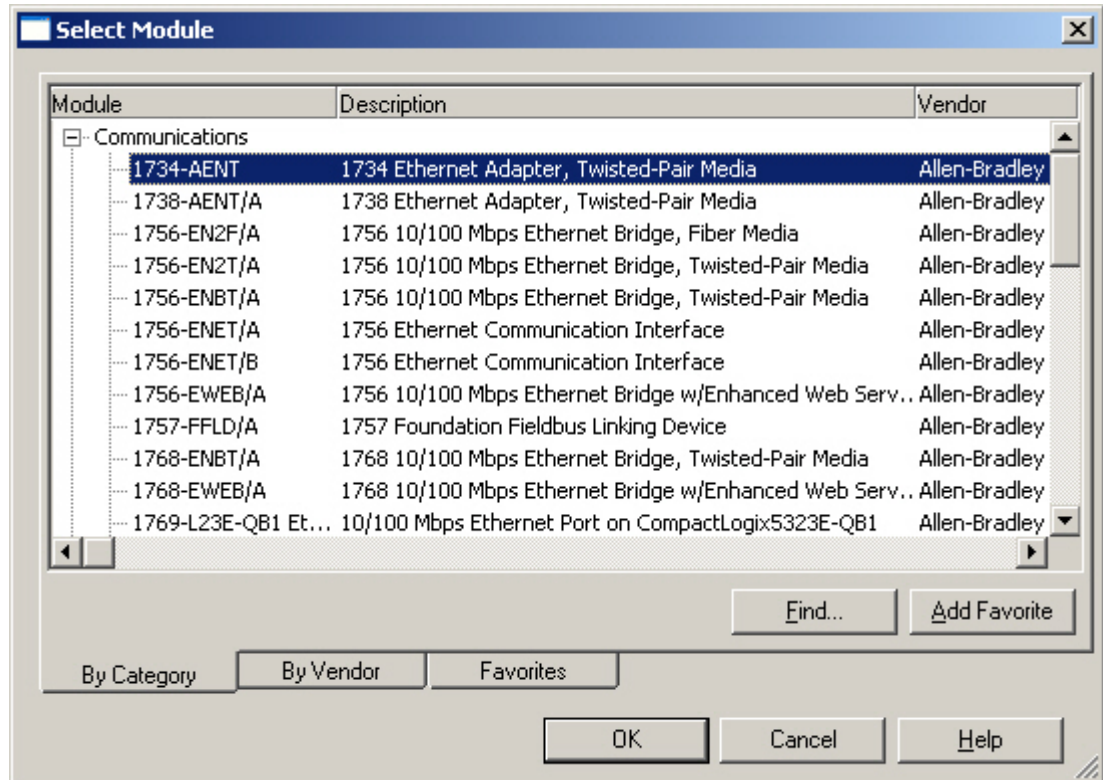 Select Module
Module Description Vendor
Communications
1734-AENT 1734 Ethernet Adapter, Twisted-Pair Media Allen-Bradley
1738-AENT/A 1738 Ethernet Adapter, Twisted-Pair Media Allen-Bradley
1756-EN2F/A 1756 10/100 Mbps Ethernet Bridge, Fiber Media Allen-Bradley
1756-EN2T/A 1756 10/100 Mbps Ethernet Bridge, Twisted-Pair Media Allen-Bradley
1756-ENBT/A 1756 10/100 Mbps Ethernet Bridge, Twisted-Pair Media Allen-Bradley
1756-ENET/A 1756 Ethernet Communication Interface Allen-Bradley
1756-ENET/B 1756 Ethernet Communication Interface Allen-Bradley
1756-EWEB/A 1756 10/100 Mbps Ethernet Bridge w/Enhanced Web Serv.. Allen-Bradley
1757-FFLD/A 1757 Foundation Fieldbus Linking Device Allen-Bradley
1768-ENBT/A 1768 10/100 Mbps Ethernet Bridge, Twisted-Pair Media Allen-Bradley
1768-EWEB/A 1768 10/100 Mbps Ethernet Bridge w/Enhanced Web Serv.. Allen-Bradley
1769-L23E-QB1 Et... 10/100 Mbps Ethernet Port on CompactLogix5323E-QB1 Allen-Bradley
Find... Add Favorite
By Category By Vendor Favorites
OK Cancel Help